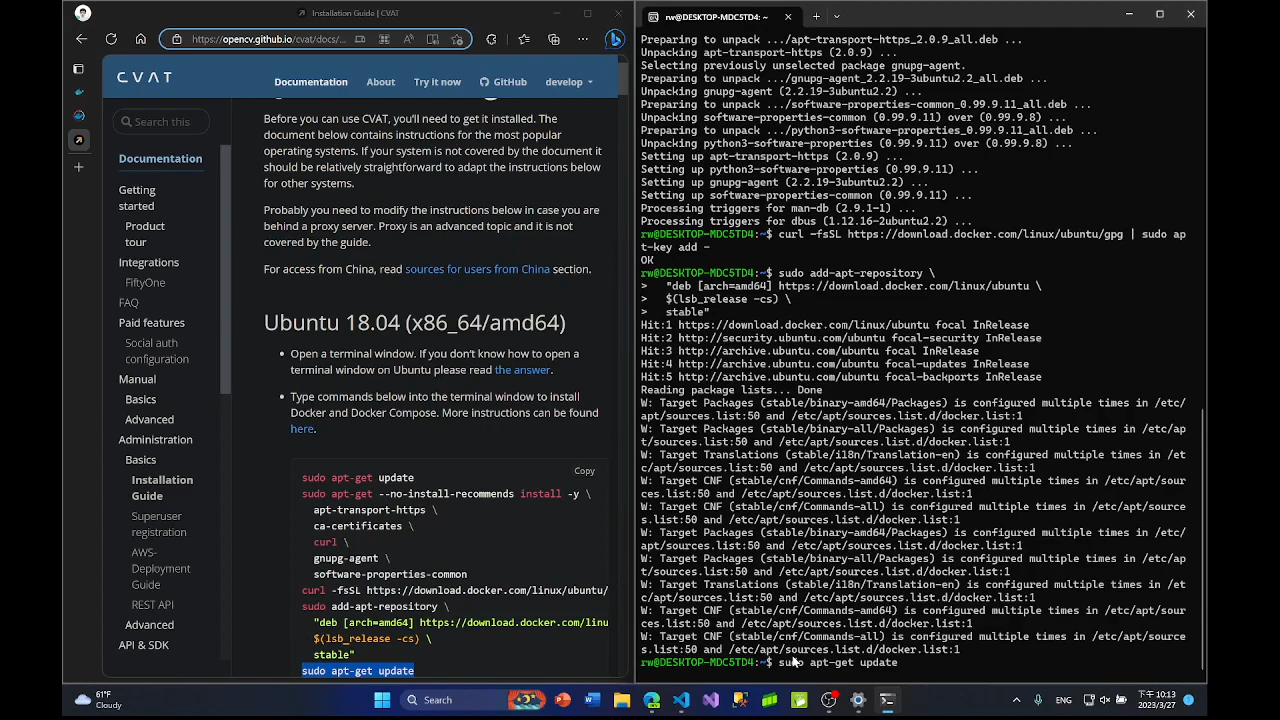 Installation Guide | CVAT
https://opencv.github.io/cvat/docs/...
CVAT
Documentation About Try it now GitHub develop
Search this
Documentation
Getting
started
Product
tour
Integrations
FiftyOne
FAQ
Paid features
Social auth
configuration
Manual
Basics
Advanced
Administration
Basics
Installation
Guide
Superuser
registration
AWS-
Deployment
Guide
REST API
Advanced
API & SDK
Before you can use CVAT, you'll need to get it installed. The
document below contains instructions for the most popular
operating systems. If your system is not covered by the document it
should be relatively straightforward to adapt the instructions below
for other systems.
Probably you need to modify the instructions below in case you are
behind a proxy server. Proxy is an advanced topic and it is not
covered by the guide.
For access from China, read sources for users from China section.
Ubuntu 18.04 (x86_64/amd64)
Open a terminal window. If you don't know how to open a
terminal window on Ubuntu please read the answer.
Type commands below into the terminal window to install
Docker and Docker Compose. More instructions can be found
here.
Copy
sudo apt-get update
sudo apt-get --no-install-recommends install -y \
apt-transport-https \
ca-certificates \
curl \
gnupg-agent \
software-properties-common
curl -fsSL https://download.docker.com/linux/ubuntu/
sudo add-apt-repository \
"deb [arch=amd64] https://download.docker.com/linu
$(lsb_release -cs) \
stable"
sudo apt-get update
rw@DESKTOP-MDC5TD4: ~
Preparing to unpack .../apt-transport-https_2.0.9_all.deb ...
Unpacking apt-transport-https (2.0.9) ...
Selecting previously unselected package gnupg-agent.
Preparing to unpack .../gnupg-agent_2.2.19-3ubuntu2.2_all.deb ...
Unpacking gnupg-agent (2.2.19-3ubuntu2.2) ...
Preparing to unpack .../software-properties-common_0.99.9.11_all.deb ...
Unpacking software-properties-common (0.99.9.11) over (0.99.9.8) ...
Preparing to unpack .../python3-software-properties_0.99.9.11_all.deb ...
Unpacking python3-software-properties (0.99.9.11) over (0.99.9.8) ...
Setting up apt-transport-https (2.0.9) ...
Setting up python3-software-properties (0.99.9.11) ...
Setting up gnupg-agent (2.2.19-3ubuntu2.2) ...
Setting up software-properties-common (0.99.9.11) ...
Processing triggers for man-db (2.9.1-1) ...
Processing triggers for dbus (1.12.16-2ubuntu2.2) ...
rw@DESKTOP-MDC5TD4:~$ curl -fsSL https://download.docker.com/linux/ubuntu/gpg | sudo ap
t-key add -
OK
rw@DESKTOP-MDC5TD4:~$ sudo add-apt-repository \
> "deb [arch=amd64] https://download.docker.com/linux/ubuntu \
> $(lsb_release -cs) \
> stable"
Hit:1 https://download.docker.com/linux/ubuntu focal InRelease
Hit:2 http://security.ubuntu.com/ubuntu focal-security InRelease
Hit:3 http://archive.ubuntu.com/ubuntu focal InRelease
Hit:4 http://archive.ubuntu.com/ubuntu focal-updates InRelease
Hit:5 http://archive.ubuntu.com/ubuntu focal-backports InRelease
Reading package lists... Done
W: Target Packages (stable/binary-amd64/Packages) is configured multiple times in /etc/
apt/sources.list:50 and /etc/apt/sources.list.d/docker.list:1
W: Target Packages (stable/binary-all/Packages) is configured multiple times in /etc/ap
t/sources.list:50 and /etc/apt/sources.list.d/docker.list:1
W: Target Translations (stable/i18n/Translation-en) is configured multiple times in /et
c/apt/sources.list:50 and /etc/apt/sources.list.d/docker.list:1
W: Target CNF (stable/cnf/Commands-amd64) is configured multiple times in /etc/apt/sour
ces.list:50 and /etc/apt/sources.list.d/docker.list:1
W: Target CNF (stable/cnf/Commands-all) is configured multiple times in /etc/apt/source
s.list:50 and /etc/apt/sources.list.d/docker.list:1
W: Target Packages (stable/binary-amd64/Packages) is configured multiple times in /etc/
apt/sources.list:50 and /etc/apt/sources.list.d/docker.list:1
W: Target Packages (stable/binary-all/Packages) is configured multiple times in /etc/ap
t/sources.list:50 and /etc/apt/sources.list.d/docker.list:1
W: Target Translations (stable/i18n/Translation-en) is configured multiple times in /et
c/apt/sources.list:50 and /etc/apt/sources.list.d/docker.list:1
W: Target CNF (stable/cnf/Commands-amd64) is configured multiple times in /etc/apt/sour
ces.list:50 and /etc/apt/sources.list.d/docker.list:1
W: Target CNF (stable/cnf/Commands-all) is configured multiple times in /etc/apt/source
s.list:50 and /etc/apt/sources.list.d/docker.list:1
rw@DESKTOP-MDC5TD4:~$ sudo apt-get update
61°F
Cloudy
Search
ENG
下午 10:13
2023/3/27